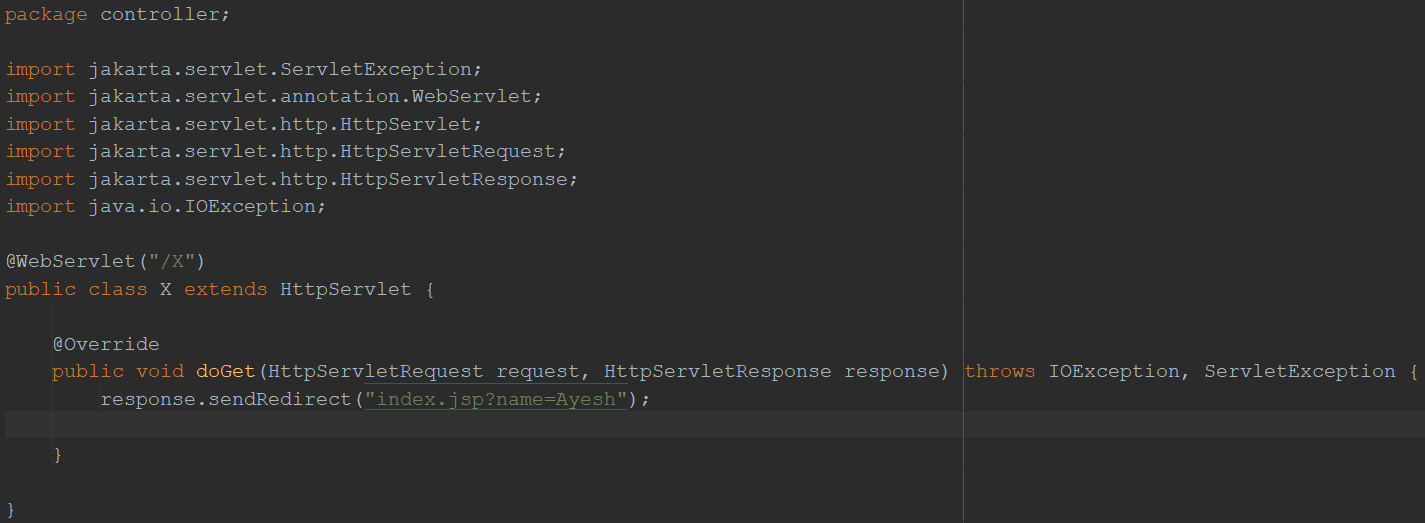 package controller;
import jakarta.servlet.ServletException;
import jakarta.servlet.annotation.WebServlet;
import jakarta.servlet.http.HttpServlet;
import jakarta.servlet.http.HttpServletRequest;
import jakarta.servlet.http.HttpServletResponse;
import java.io.IOException;
@WebServlet("/X")
public class X extends HttpServlet {
@Override
public void doGet(HttpServletRequest request, HttpServletResponse response) throws IOException, ServletException {
response.sendRedirect("index.jsp?name=Ayesh");
}
}